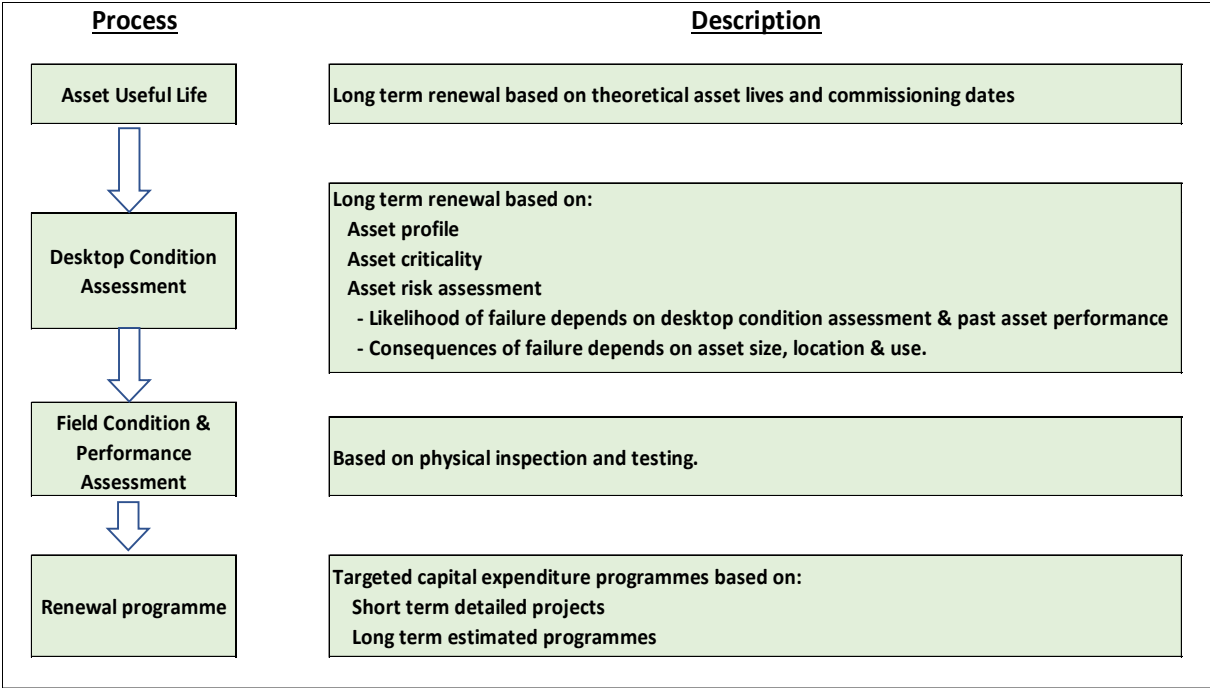 Process
Description
Asset Useful Life
Long term renewal based on theoretical asset lives and commissioning dates
Desktop Condition
Assessment
Long term renewal based on:
Asset profile
Asset criticality
Asset risk assessment
- Likelihood of failure depends on desktop condition assessment & past asset performance
- Consequences of failure depends on asset size, location & use.
Field Condition &
Performance
Assessment
Based on physical inspection and testing.
Renewal programme
Targeted capital expenditure programmes based on:
Short term detailed projects
Long term estimated programmes